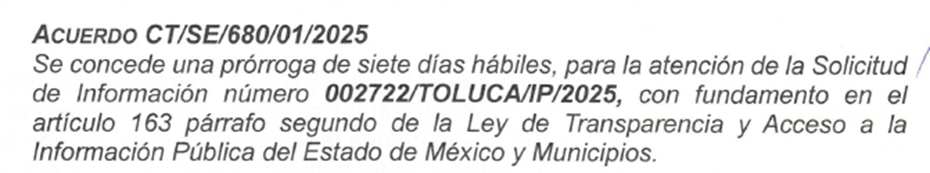 ACUERDO CT/SE/680/01/2025
Se concede una prórroga de siete días hábiles, para la atención de la Solicitud
de Información número 002722/TOLUCA/IP/2025, con fundamento en el
artículo 163 párrafo segundo de la Ley de Transparencia y Acceso a la
Información Pública del Estado de México y Municipios.